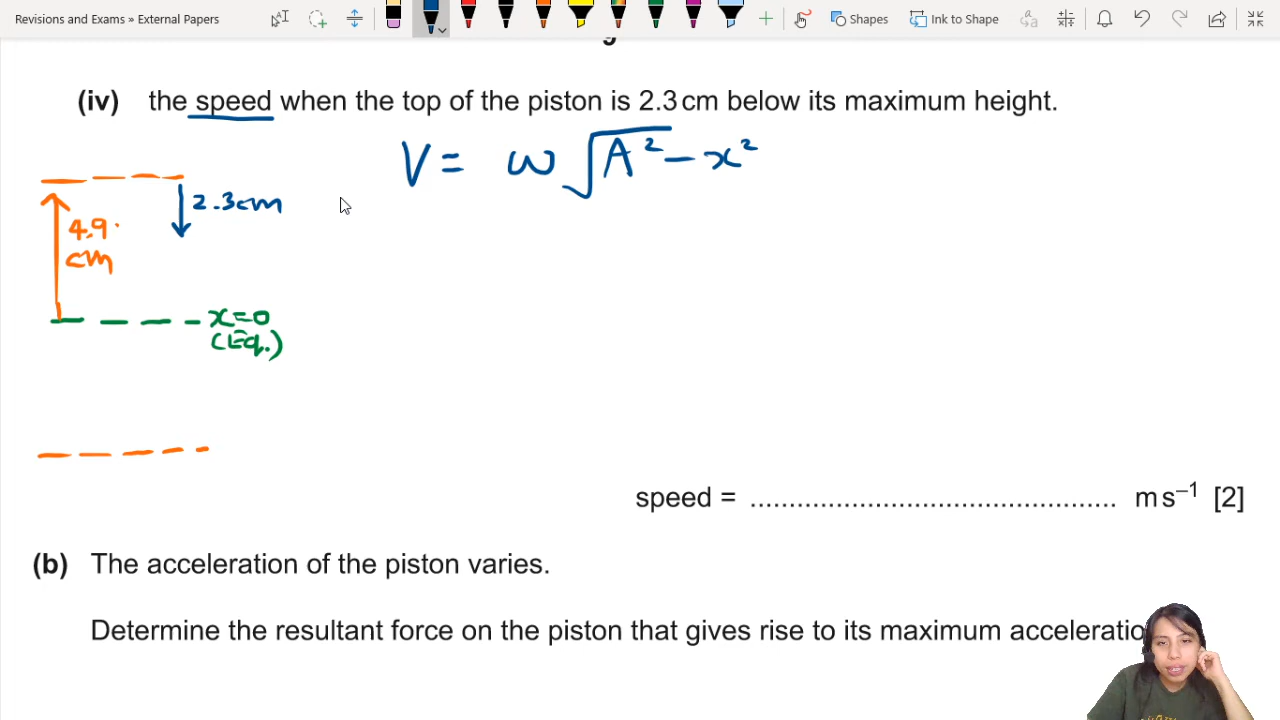 Revisions and Exams » External Papers
Shapes
Ink to Shape
(iv) the speed when the top of the piston is 2.3 cm below its maximum height.
V = ω √A² - x²
2.3cm
4.9
cm
x=0
(Eq.)
speed = .............................................. m s⁻¹ [2]
(b) The acceleration of the piston varies.
Determine the resultant force on the piston that gives rise to its maximum acceleratio